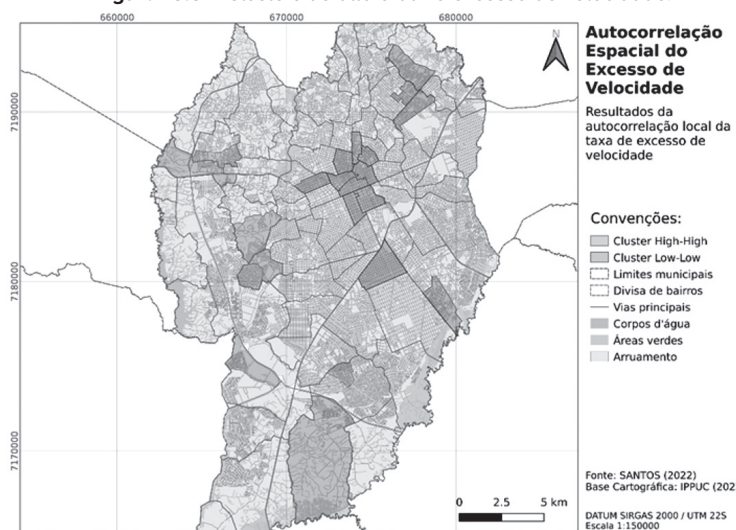 660000
670000
680000
7190000
7180000
7170000
N
Autocorrelação
Espacial do
Excesso de
Velocidade
Resultados da
autocorrelação local da
taxa de excesso de
velocidade
Convenções:
Cluster High-High
Cluster Low-Low
Limites municipais
Divisa de bairros
Vias principais
Corpos d'água
Áreas verdes
Arruamento
0 2.5 5 km
Fonte: SANTOS (2022)
Base Cartográfica: IPPUC (202
DATUM SIRGAS 2000 / UTM 22S
Escala 1:150000